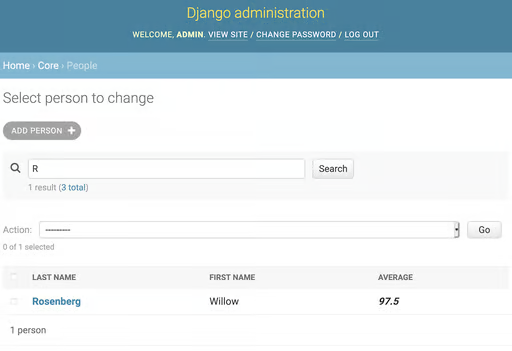 Django administration
WELCOME, ADMIN. VIEW SITE / CHANGE PASSWORD / LOG OUT
Home › Core › People
Select person to change
ADD PERSON +
R Search
1 result (3 total)
Action: --------- Go
0 of 1 selected
LAST NAME FIRST NAME AVERAGE
Rosenberg Willow 97.5
1 person